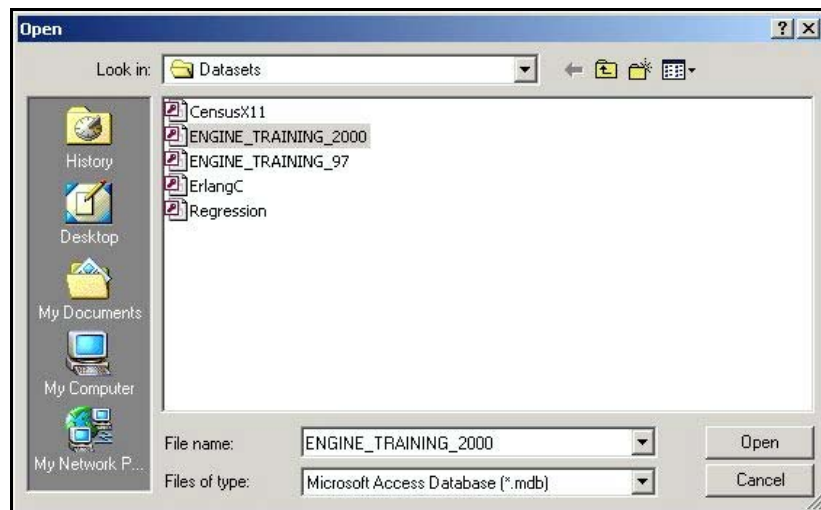 Open
Look in: Datasets
History
Desktop
My Documents
My Computer
My Network P...
CensusX11
ENGINE_TRAINING_2000
ENGINE_TRAINING_97
ErlangC
Regression
File name: ENGINE_TRAINING_2000 Open
Files of type: Microsoft Access Database (*.mdb) Cancel